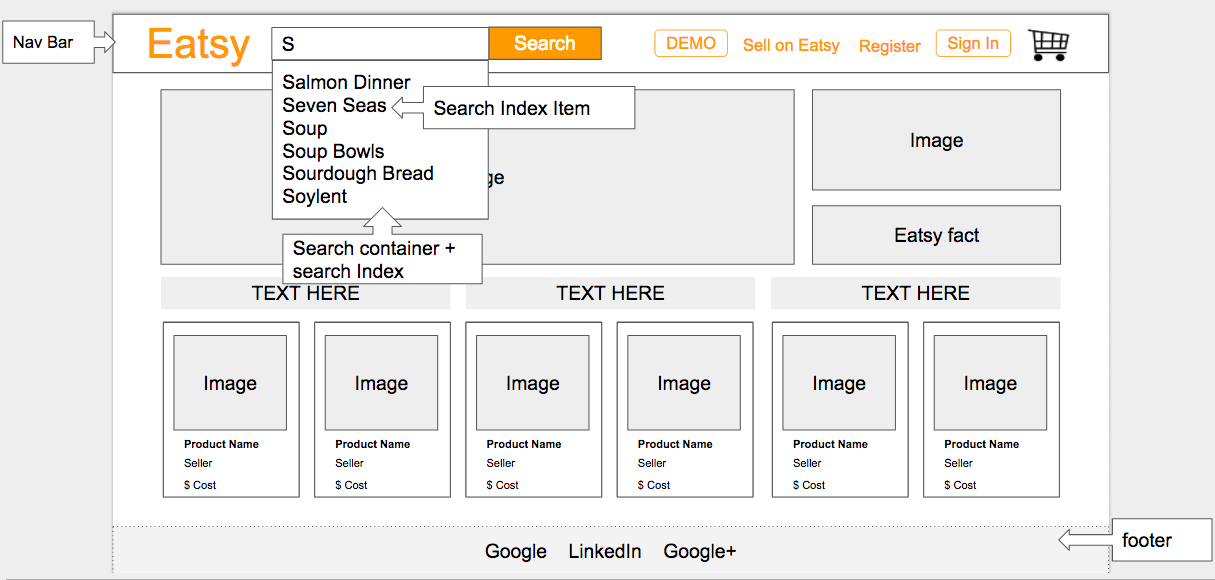 Nav Bar
Eatsy
S
Search
DEMO
Sell on Eatsy
Register
Sign In
Salmon Dinner
Seven Seas
Soup
Soup Bowls
Sourdough Bread
Soylent
Search Index Item
ge
Search container +
search Index
Image
Eatsy fact
TEXT HERE
TEXT HERE
TEXT HERE
Image
Product Name
Seller
$ Cost
Image
Product Name
Seller
$ Cost
Image
Product Name
Seller
$ Cost
Image
Product Name
Seller
$ Cost
Image
Product Name
Seller
$ Cost
Image
Product Name
Seller
$ Cost
Google LinkedIn Google+
footer